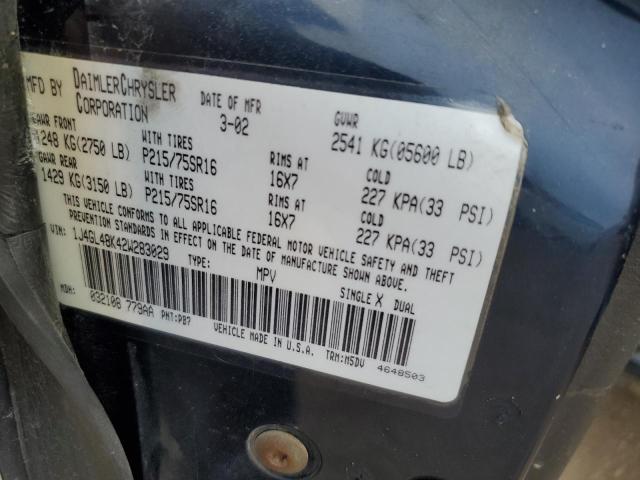 MFD BY DAIMLERCHRYSLER CORPORATION DATE OF MFR 3-02 GVWR 2541 KG(05600 LB)
GAWR FRONT WITH TIRES RIMS AT COLD
1248 KG(2750 LB) P215/75SR16 16X7 227 KPA(33 PSI)
GAWR REAR WITH TIRES RIMS AT COLD
1429 KG(3150 LB) P215/75SR16 16X7 227 KPA(33 PSI)
THIS VEHICLE CONFORMS TO ALL APPLICABLE FEDERAL MOTOR VEHICLE SAFETY AND THEFT
PREVENTION STANDARDS IN EFFECT ON THE DATE OF MANUFACTURE SHOWN ABOVE.
VIN: 1J4GL48K42W283029 TYPE: MPV SINGLE X DUAL
MDH: 032108 779AA PNT:PB7 VEHICLE MADE IN U.S.A. TRM:M5DV 4648503